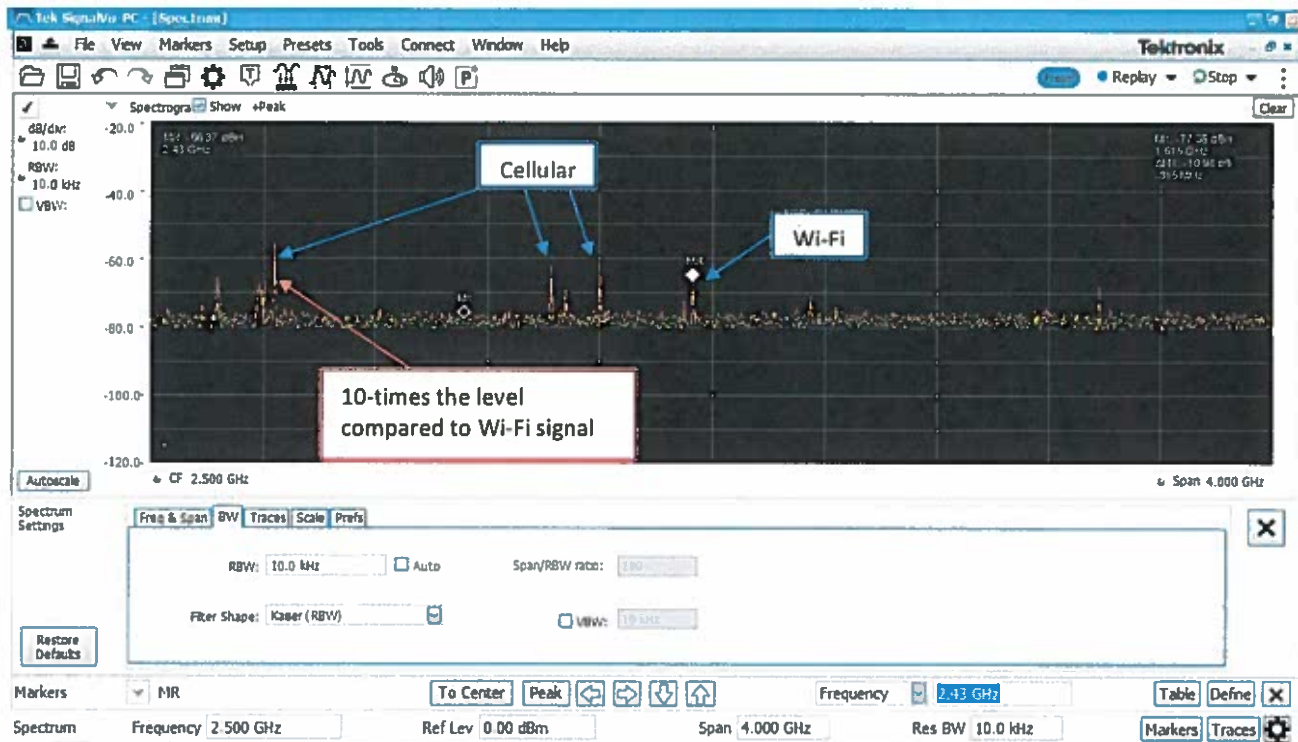 Tek SignalVu PC - [Spectrum]
File View Markers Setup Presets Tools Connect Window Help
Tektronix
Replay Stop
Spectrogra Show +Peak
Clear
dB/div:
10.0 dB
RBW:
10.0 kHz
VBW:
-20.0
-40.0
-60.0
-80.0
-100.0
-120.0
2.43 GHz
Cellular
Wi-Fi
10-times the level
compared to Wi-Fi signal
Autoscale
CF 2.500 GHz
Span 4.000 GHz
Spectrum
Settings
Freq & Span BW Traces Scale Prefs
RBW: 10.0 kHz Auto
Span/RBW ratio:
Filter Shape: Kaiser (RBW)
VBW: 10 kHz
Restore
Defaults
Markers MR To Center Peak Frequency 2.43 GHz Table Define
Spectrum Frequency 2.500 GHz Ref Lev 0.00 dBm Span 4.000 GHz Res BW 10.0 kHz Markers Traces